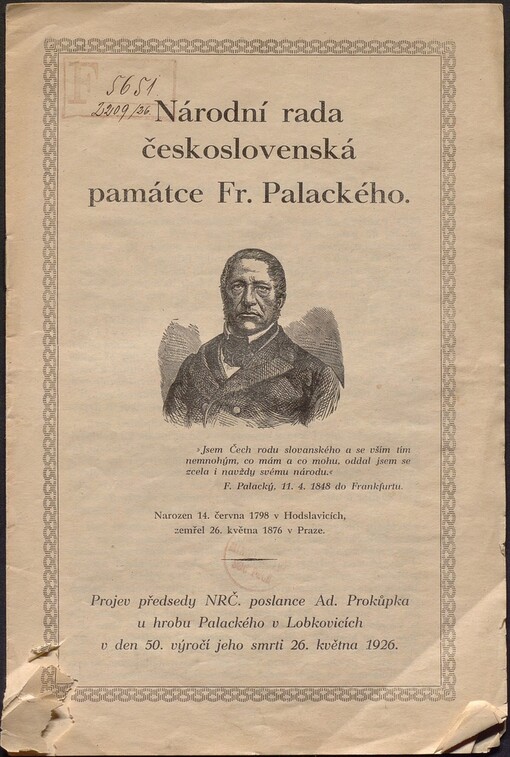 5651
2209/26
Národní rada
československá
památce Fr. Palackého.
»Jsem Čech rodu slovanského a se vším tím
nemnohým, co mám a co mohu, oddal jsem se
zcela i navždy svému národu.«
F. Palacký, 11. 4. 1848 do Frankfurtu.
Narozen 14. června 1798 v Hodslavicích,
zemřel 26. května 1876 v Praze.
Projev předsedy NRČ. poslance Ad. Prokůpka
u hrobu Palackého v Lobkovicích
v den 50. výročí jeho smrti 26. května 1926.